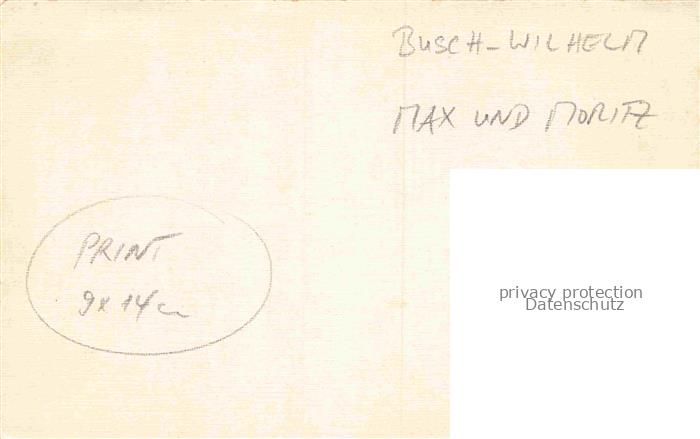 BUSCH-WILHELM
MAX UND MORITZ
PRINT
9x14cm
privacy protection
Datenschutz